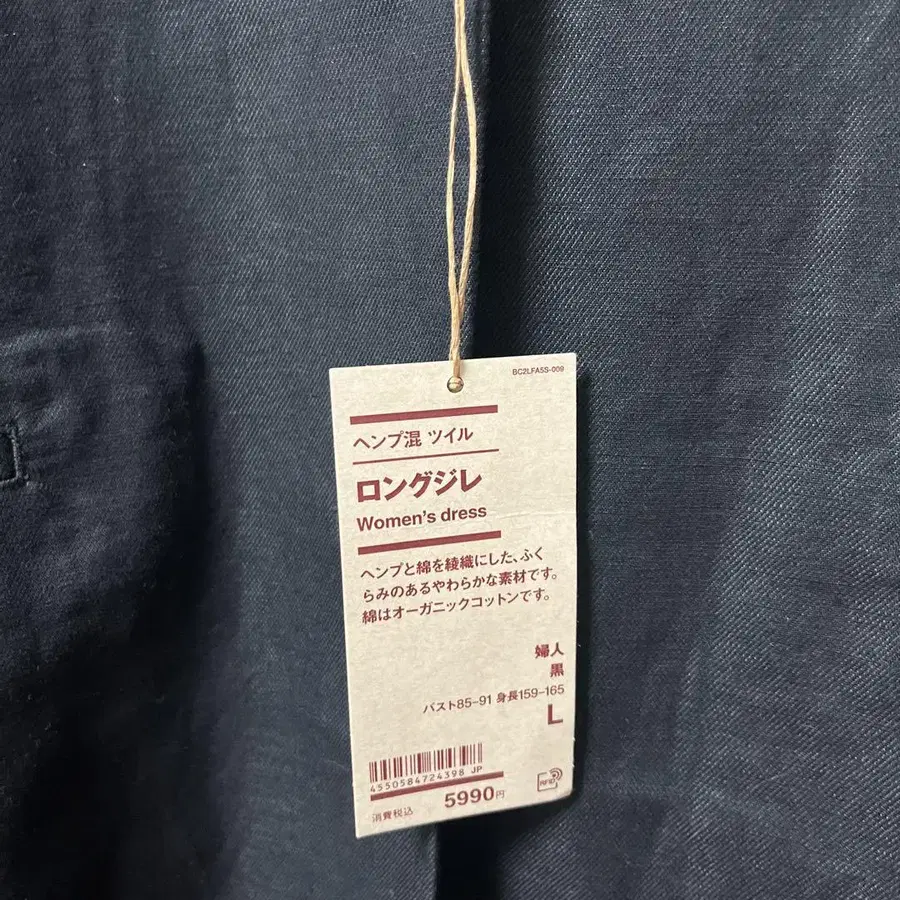 BC2LFA5S-009
ヘンプ混 ツイル
ロングジレ
Women's dress
ヘンプと綿を綾織にした、ふく
らみのあるやわらかな素材です。
綿はオーガニックコットンです。
婦人
黒
バスト85-91 身長159-165
L
4550584724398 JP
消費税込 5990円
RFID